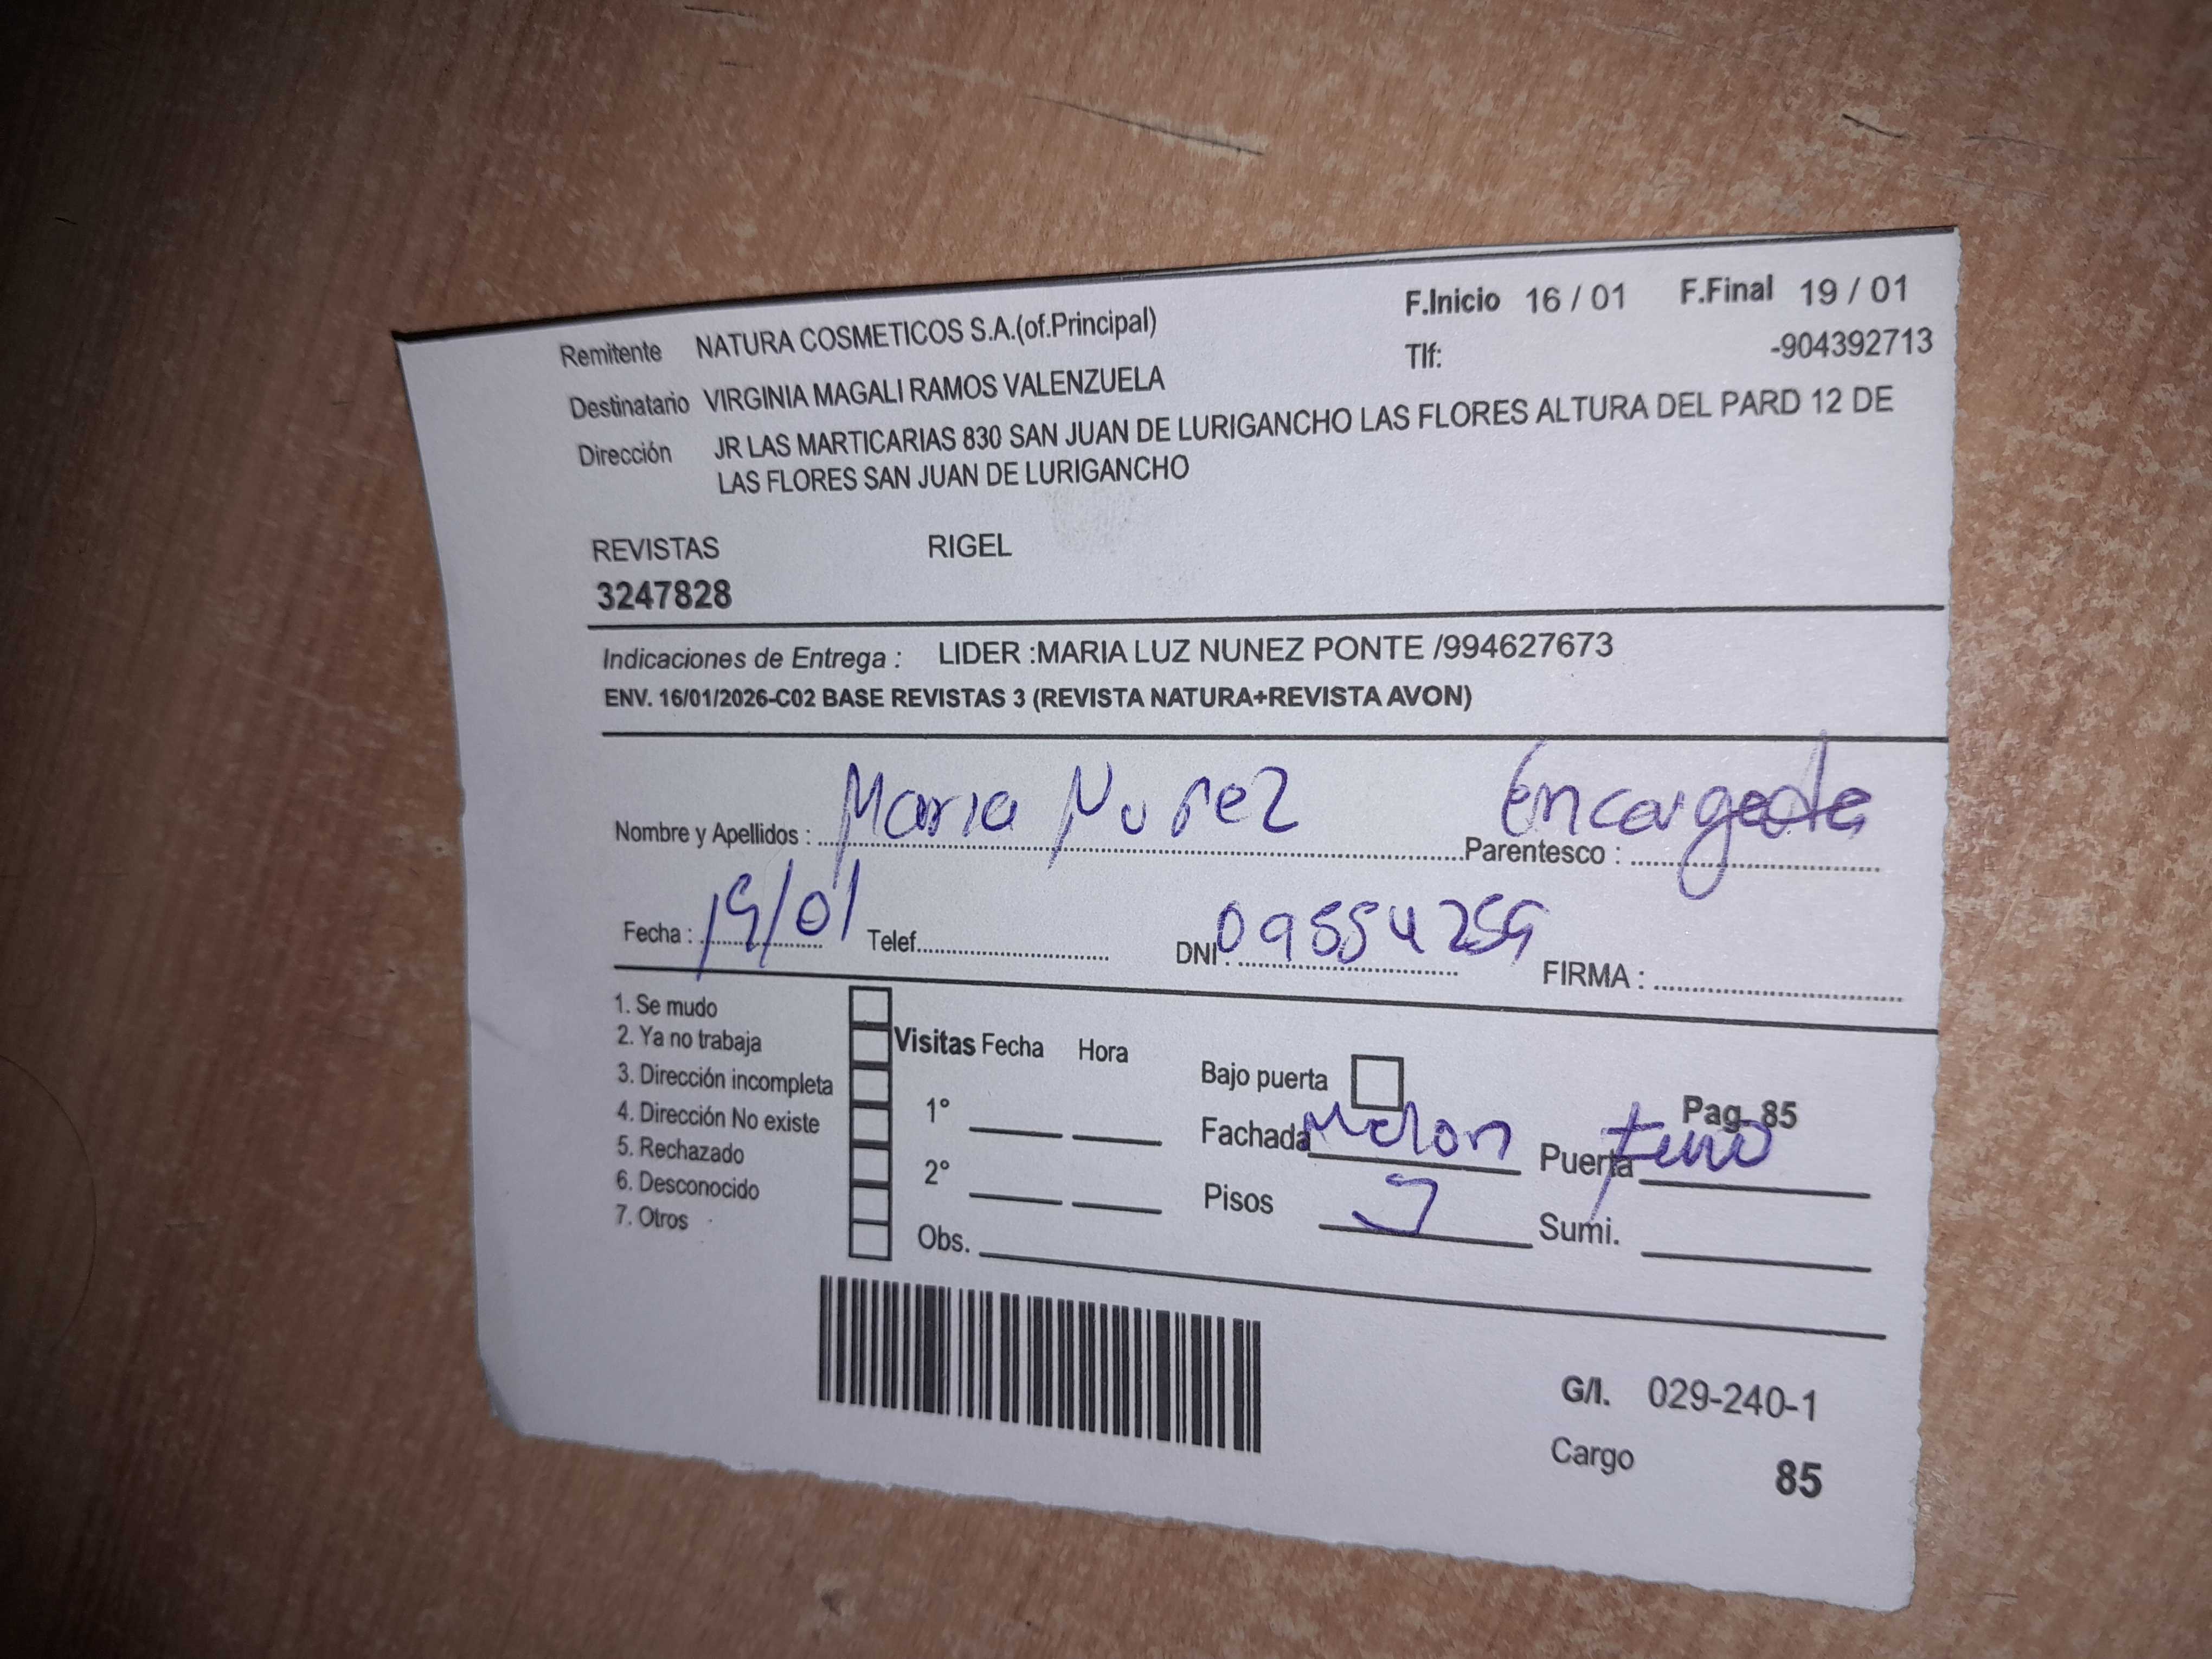 Remitente NATURA COSMETICOS S.A.(of.Principal) F.Inicio 16 / 01 F.Final 19 / 01
Tlf: -904392713
Destinatario VIRGINIA MAGALI RAMOS VALENZUELA
Dirección JR LAS MARTICARIAS 830 SAN JUAN DE LURIGANCHO LAS FLORES ALTURA DEL PARD 12 DE
LAS FLORES SAN JUAN DE LURIGANCHO
REVISTAS RIGEL
3247828
Indicaciones de Entrega : LIDER :MARIA LUZ NUNEZ PONTE /994627673
ENV. 16/01/2026-C02 BASE REVISTAS 3 (REVISTA NATURA+REVISTA AVON)
Nombre y Apellidos : Maria Nuñez Parentesco : Encargada
Fecha : 19/01 Telef. DNI : 09554259 FIRMA :
1. Se mudo
2. Ya no trabaja
3. Dirección incompleta
4. Dirección No existe
5. Rechazado
6. Desconocido
7. Otros
Visitas Fecha Hora
1°
2°
Obs.
Bajo puerta
Pag. 85
Fachada Melon Puerta
Pisos Sumi.
G/I. 029-240-1
Cargo 85